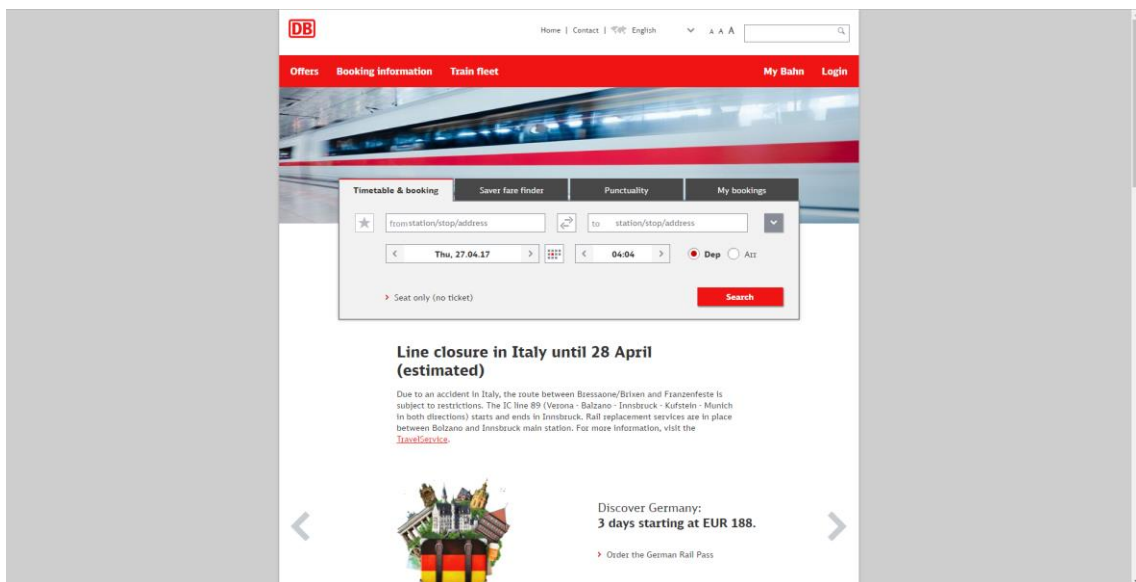 DB
Home | Contact | English A A A
Offers Booking information Train fleet My Bahn Login
Timetable & booking Saver fare finder Punctuality My bookings
from station/stop/address to station/stop/address
Thu, 27.04.17 04:04 Dep Arr
Seat only (no ticket) Search
Line closure in Italy until 28 April
(estimated)
Due to an accident in Italy, the route between Bressaone/Brixen and Franzenfeste is
subject to restrictions. The IC line 89 (Verona - Balzano - Innsbruck - Kufstein - Munich
in both directions) starts and ends in Innsbruck. Rail replacement services are in place
between Bolzano and Innsbruck main station. For more information, visit the
TravelService.
Discover Germany:
3 days starting at EUR 188.
Order the German Rail Pass